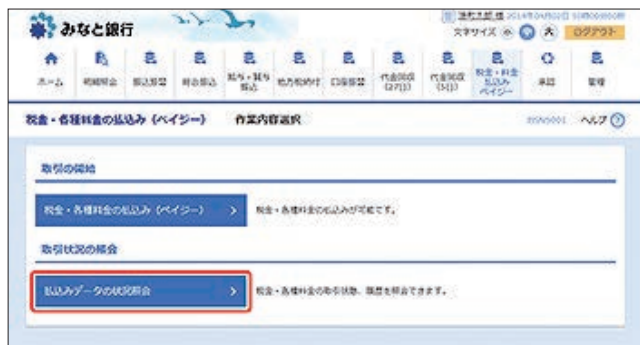 みなと銀行
文字サイズ 小 中 大 ログアウト
ホーム 明細照会 振込振替 総合振込 給与・賞与振込 地方税納付 口座振替 代金回収 代金回収 税金・料金払込み ペイジー 承認 管理
税金・各種料金の払込み（ペイジー） 作業内容選択 ヘルプ ?
取引の開始
税金・各種料金の払込み（ペイジー） 税金・各種料金の払込みが可能です。
取引状況の照会
払込みデータの状況照会 税金・各種料金の取引状態、履歴を照会できます。